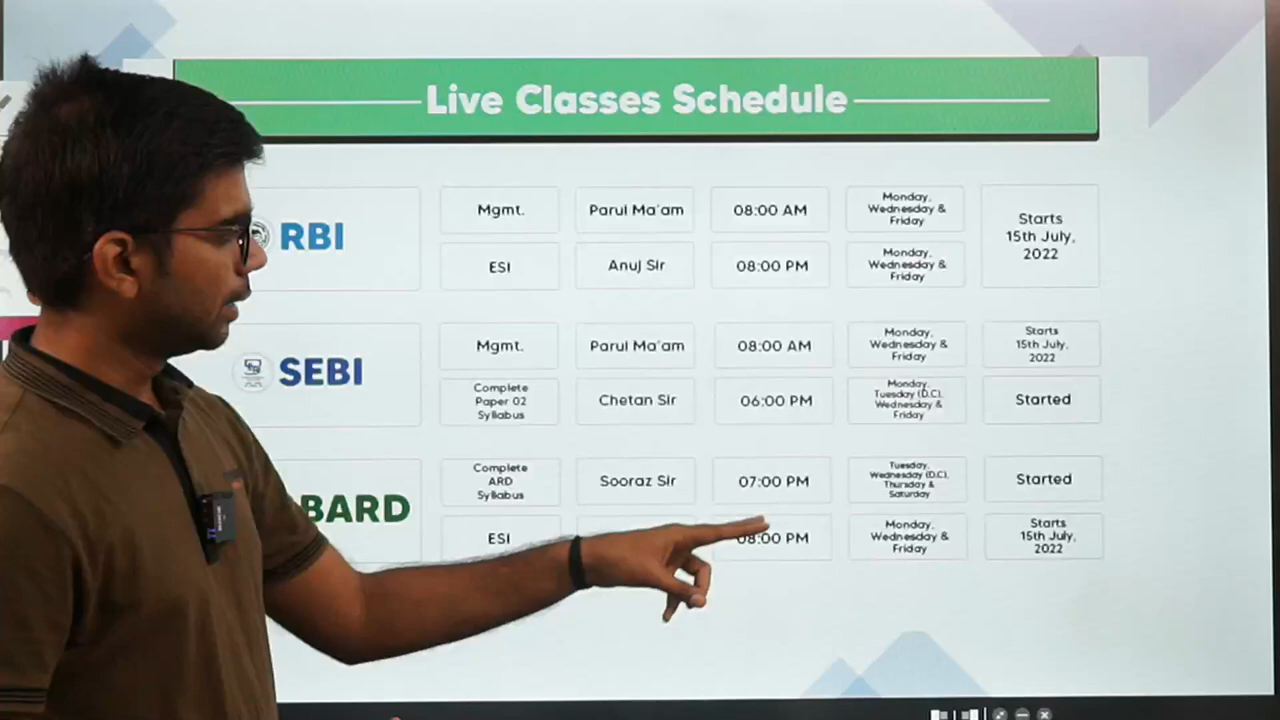 Live Classes Schedule
RBI
Mgmt.
Parul Ma'am
08:00 AM
Monday,
Wednesday &
Friday
Starts
15th July,
2022
ESI
Anuj Sir
08:00 PM
Monday,
Wednesday &
Friday
SEBI
Mgmt.
Parul Ma'am
08:00 AM
Monday,
Wednesday &
Friday
Starts
15th July,
2022
Complete
Paper 02
Syllabus
Chetan Sir
06:00 PM
Monday,
Tuesday (D.C),
Wednesday &
Friday
Started
BARD
Complete
ARD
Syllabus
Sooraz Sir
07:00 PM
Tuesday,
Wednesday (D.C),
Thursday &
Saturday
Started
ESI
08:00 PM
Monday,
Wednesday &
Friday
Starts
15th July,
2022